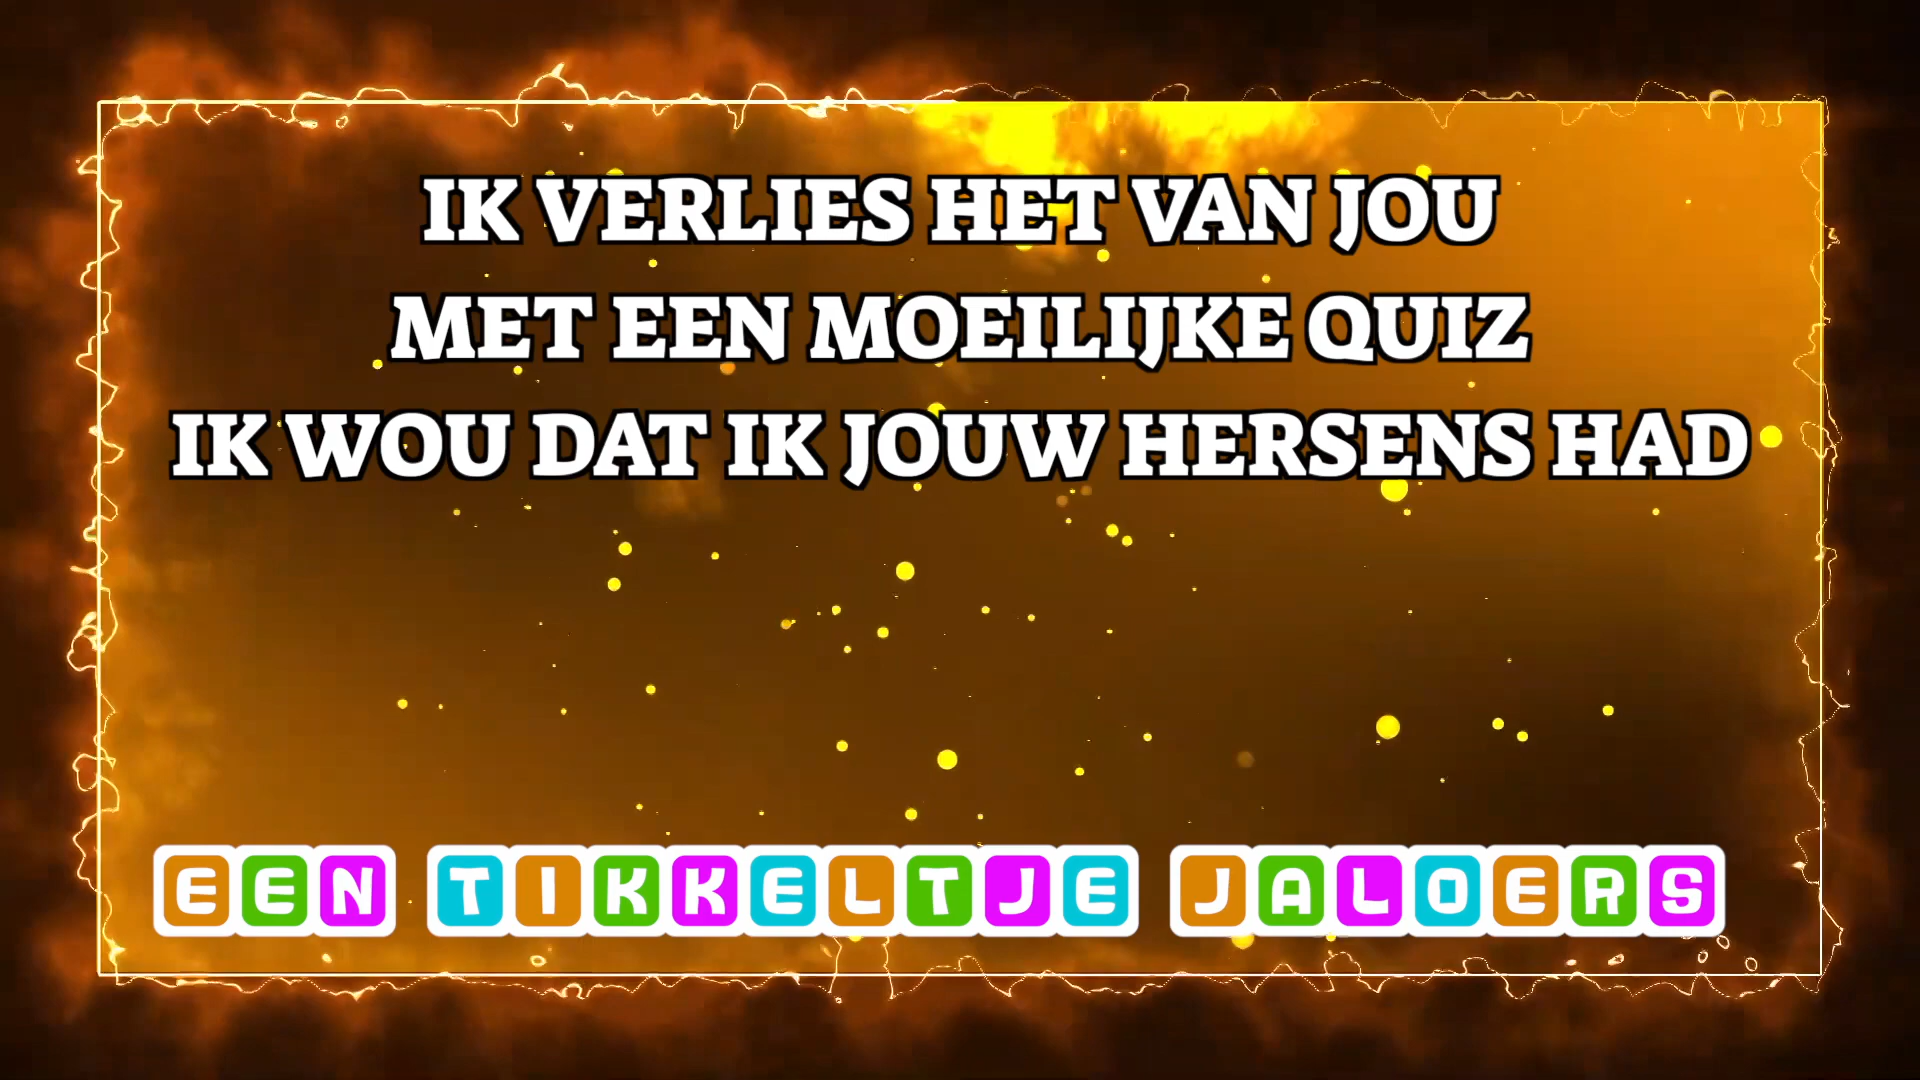 IK VERLIES HET VAN JOU
MET EEN MOEILIJKE QUIZ
IK WOU DAT IK JOUW HERSENS HAD
EEN TIKKELTJE JALOERS